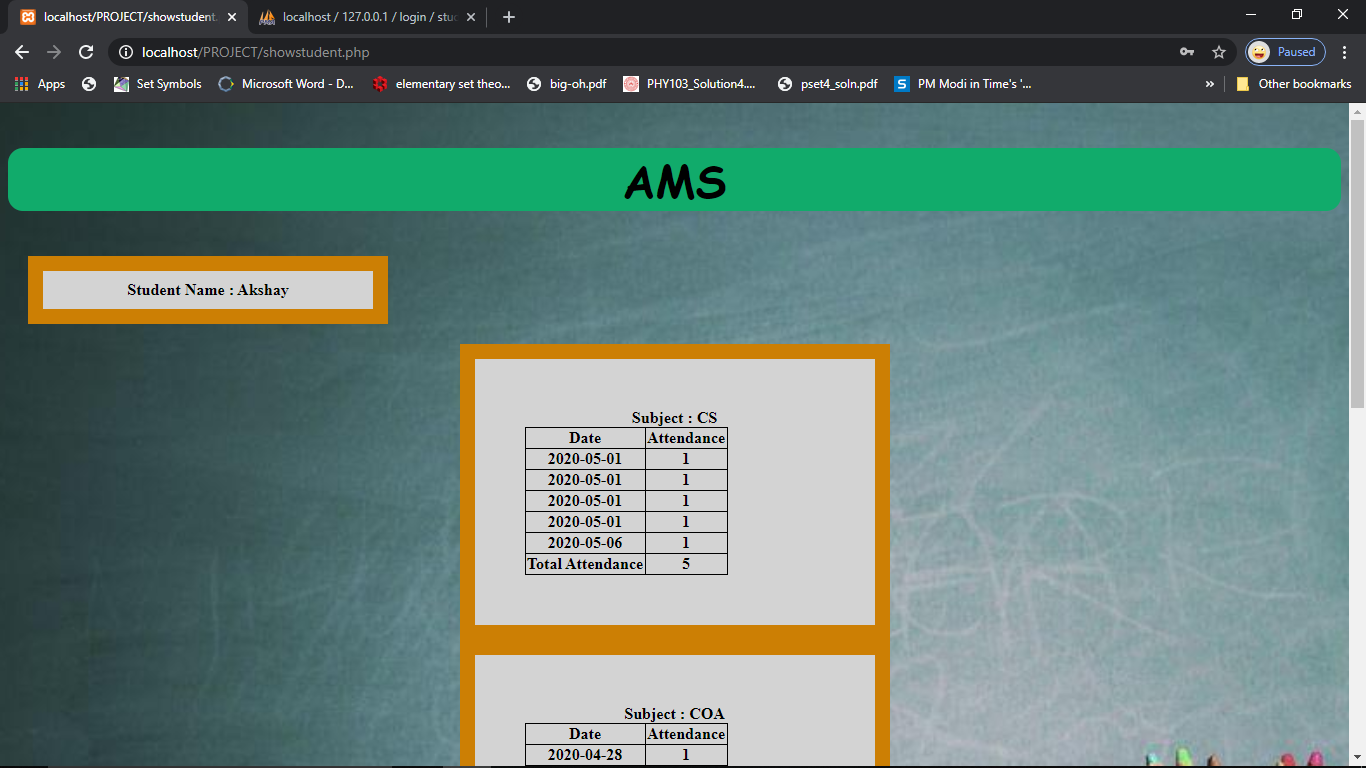 localhost/PROJECT/showstudent.
localhost / 127.0.0.1 / login / stud
localhost/PROJECT/showstudent.php
Paused
Apps
Set Symbols
Microsoft Word - D...
elementary set theo...
big-oh.pdf
PHY103_Solution4....
pset4_soln.pdf
S
PM Modi in Time's '...
»
Other bookmarks
AMS
Student Name : Akshay
Subject : CS
Date Attendance
2020-05-01 1
2020-05-01 1
2020-05-01 1
2020-05-01 1
2020-05-06 1
Total Attendance 5
Subject : COA
Date Attendance
2020-04-28 1